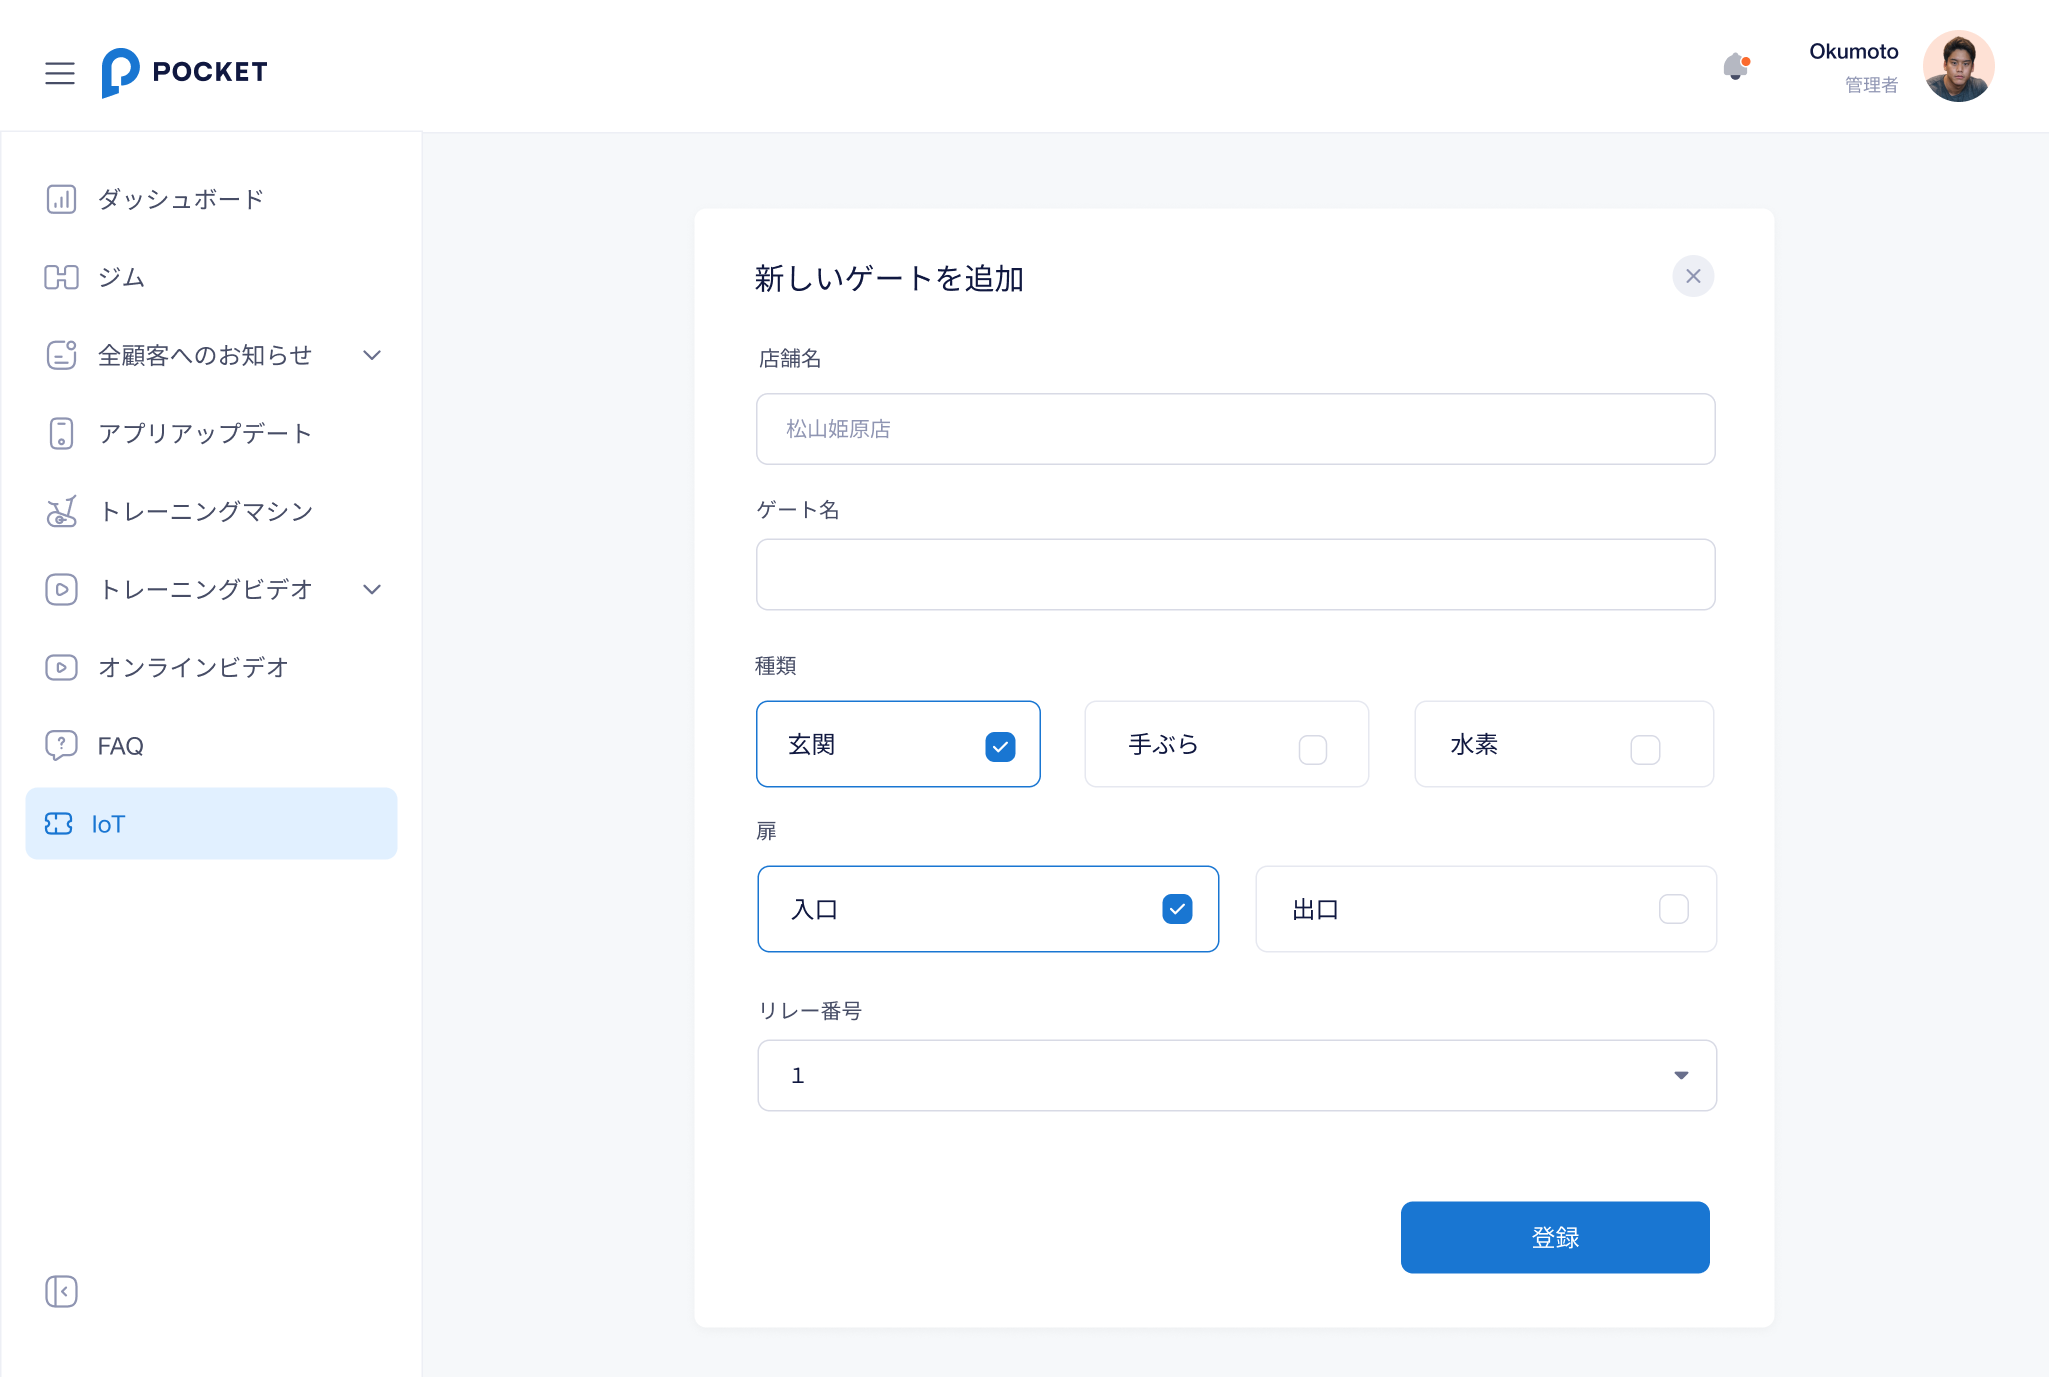 POCKET
Okumoto
管理者
ダッシュボード
ジム
全顧客へのお知らせ
アプリアップデート
トレーニングマシン
トレーニングビデオ
オンラインビデオ
FAQ
IoT
新しいゲートを追加
店舗名
松山姫原店
ゲート名
種類
玄関
手ぶら
水素
扉
入口
出口
リレー番号
1
登録